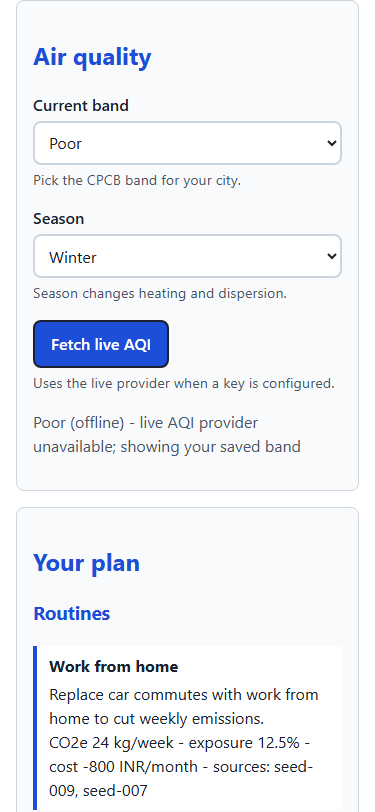 Air quality
Current band
Poor
Pick the CPCB band for your city.
Season
Winter
Season changes heating and dispersion.
Fetch live AQI
Uses the live provider when a key is configured.
Poor (offline) - live AQI provider
unavailable; showing your saved band
Your plan
Routines
Work from home
Replace car commutes with work from
home to cut weekly emissions.
CO2e 24 kg/week - exposure 12.5% -
cost -800 INR/month - sources: seed-
009, seed-007